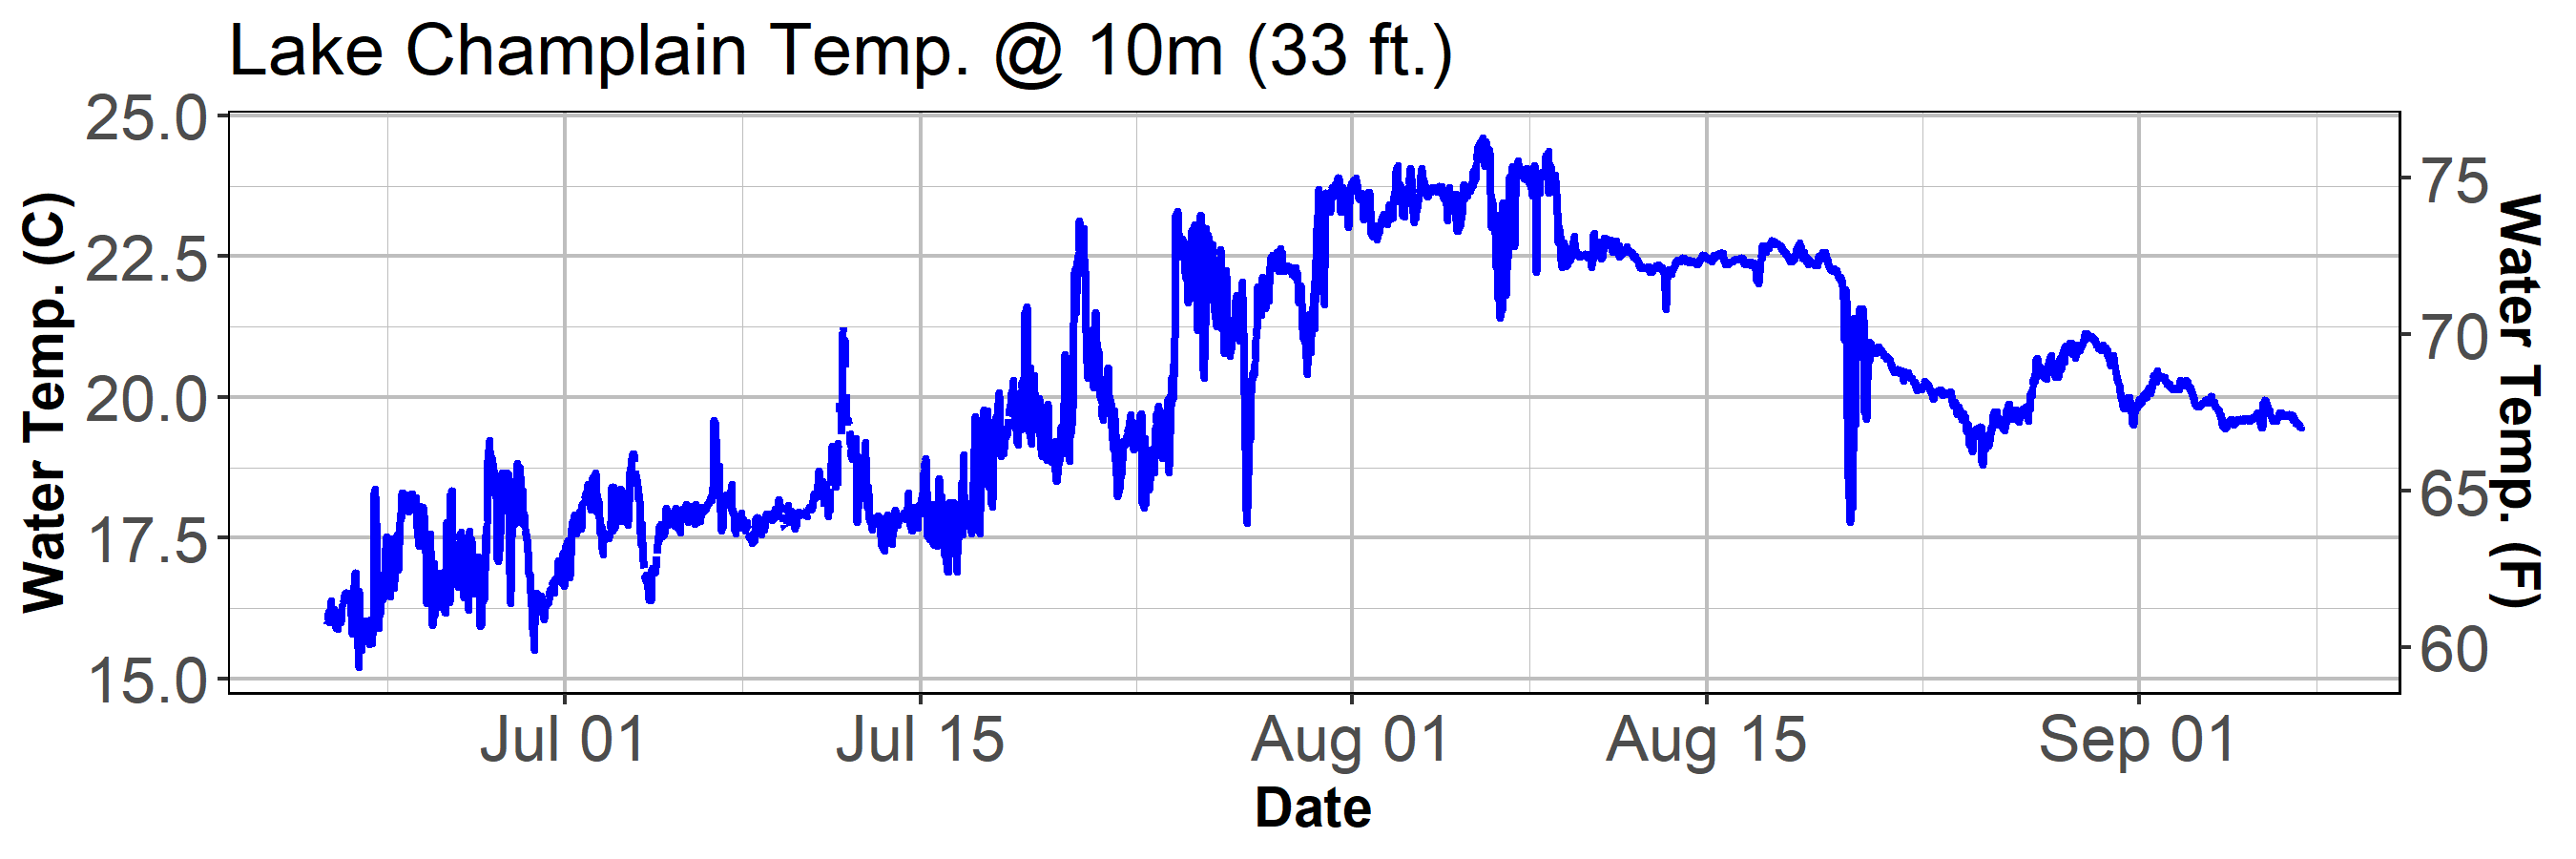 Lake Champlain Temp. @ 10m (33 ft.)
Water Temp. (C)
25.0
22.5
20.0
17.5
15.0
75
70
65
60
Water Temp. (F)
Jul 01
Jul 15
Aug 01
Aug 15
Sep 01
Date